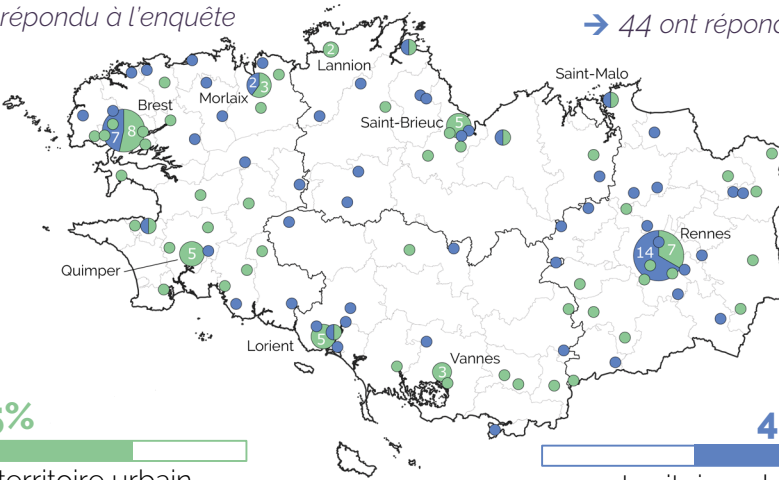 répondu à l'enquête
→ 44 ont répond
Saint-Malo
2
Lannion
2
3
Morlaix
Brest
7
8
Saint-Brieuc
5
Rennes
14
7
Quimper
5
Lorient
5
Vannes
3
%
4
territoire urbain